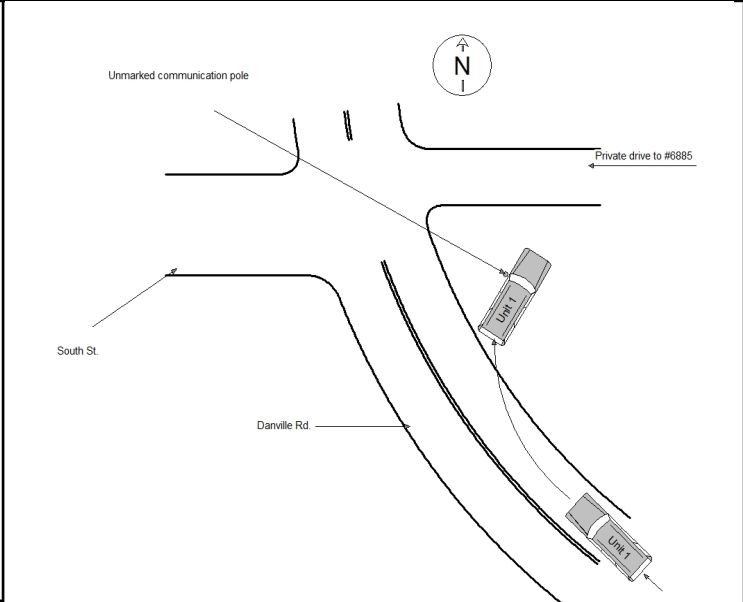 N
Unmarked communication pole
Private drive to #6885
Unit 1
South St.
Danville Rd.
Unit 1